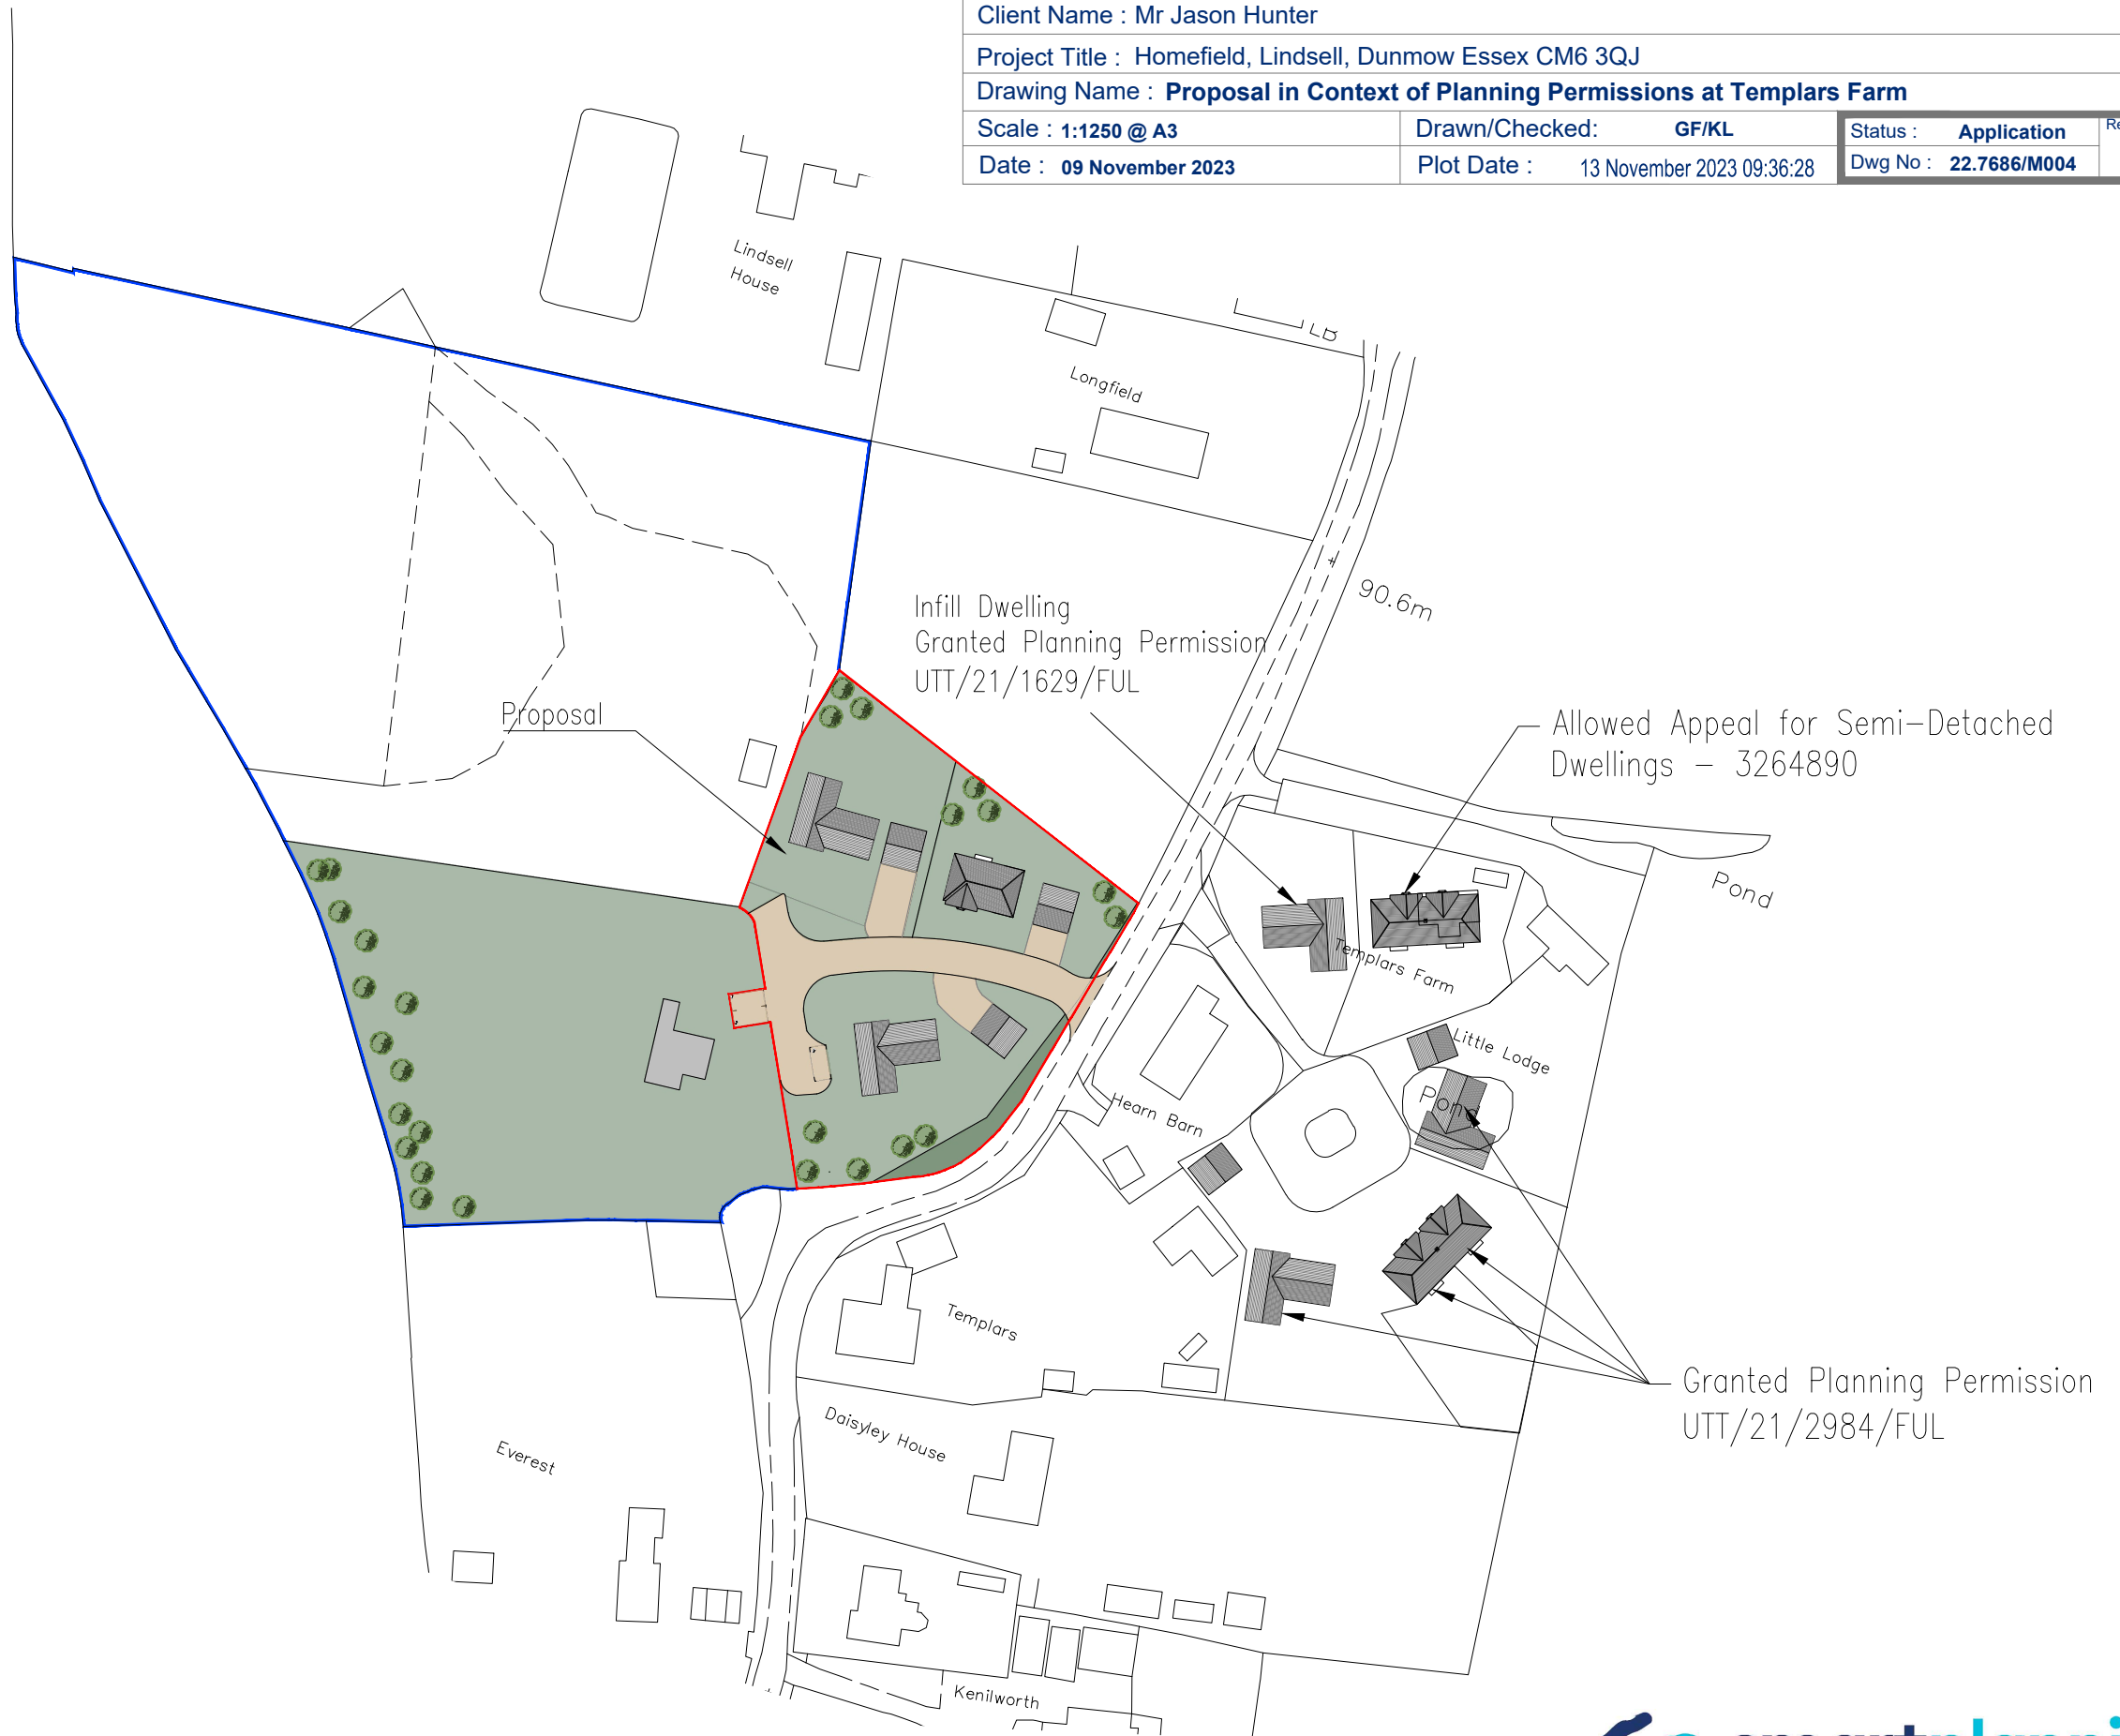 Client Name : Mr Jason Hunter
Project Title : Homefield, Lindsell, Dunmow Essex CM6 3QJ
Drawing Name : Proposal in Context of Planning Permissions at Templars Farm
Scale : 1:1250 @ A3
Drawn/Checked: GF/KL
Status : Application
Date : 09 November 2023
Plot Date : 13 November 2023 09:36:28
Dwg No : 22.7686/M004
Lindsell
House
LB
Longfield
90.6m
Infill Dwelling
Granted Planning Permission
UTT/21/1629/FUL
Proposal
Allowed Appeal for Semi-Detached
Dwellings - 3264890
Pond
Templars Farm
Little Lodge
Pond
Hearn Barn
Templars
Granted Planning Permission
UTT/21/2984/FUL
Daisyley House
Everest
Kenilworth